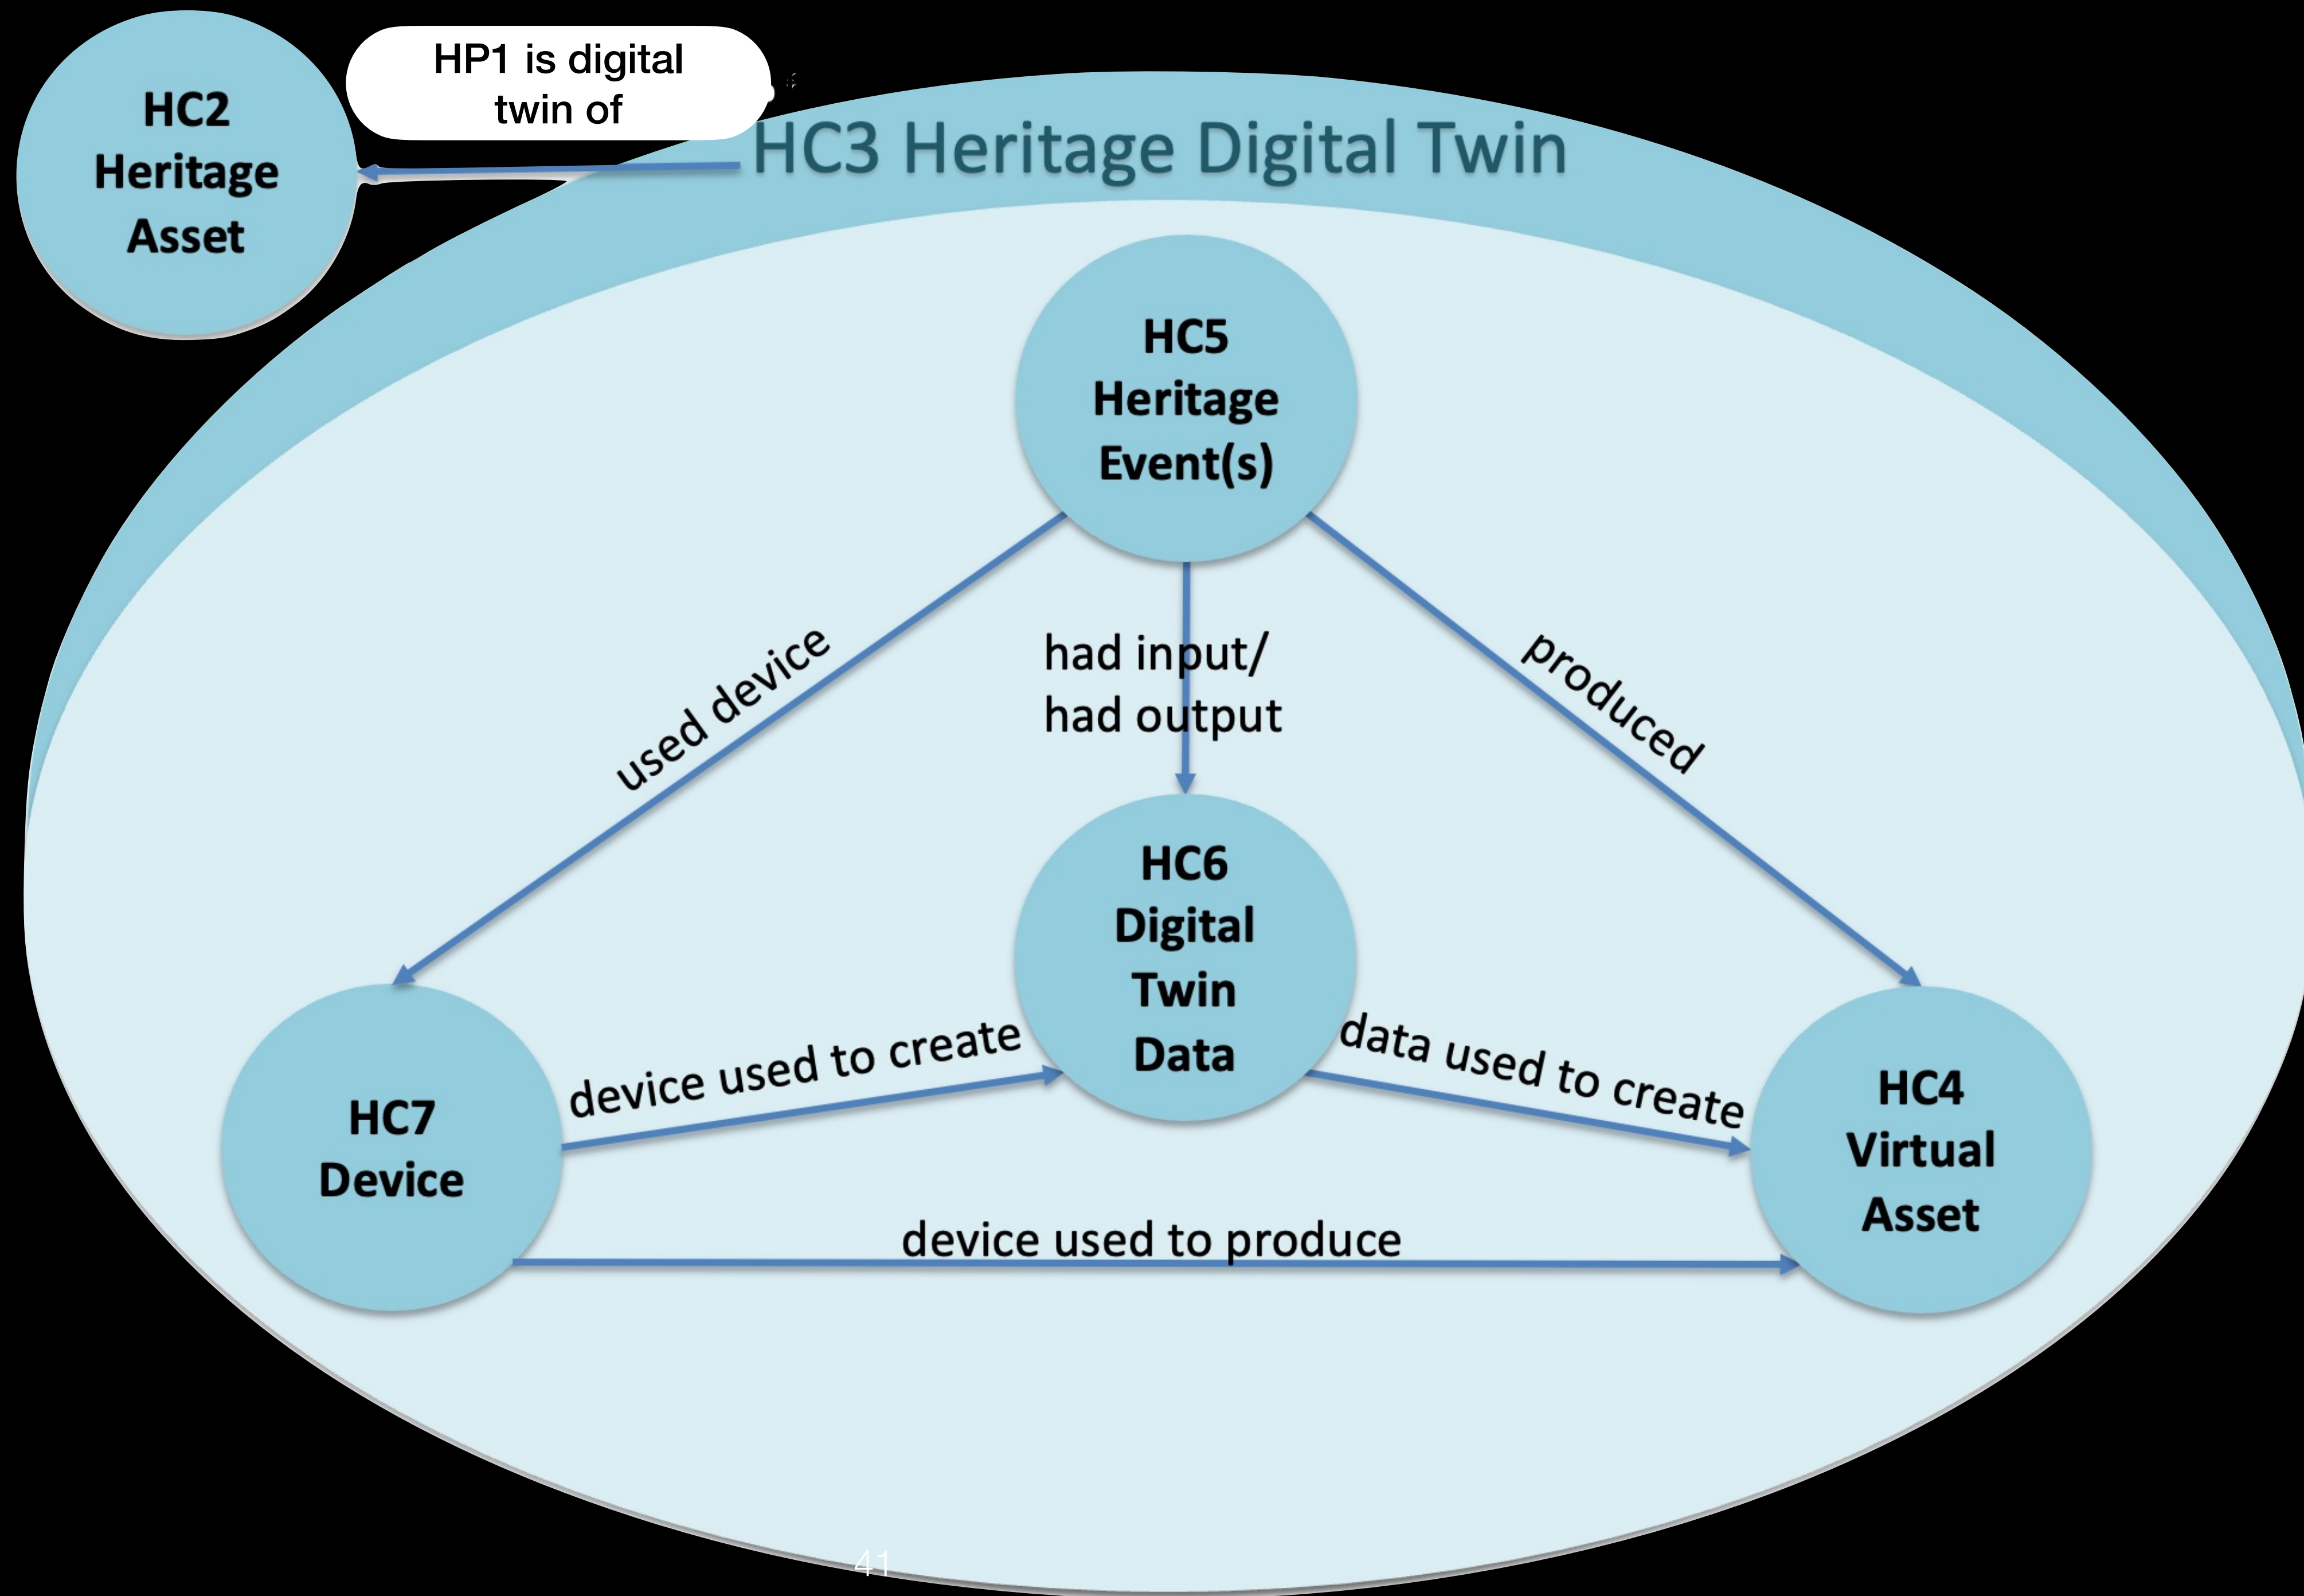 HC2
Heritage
Asset
HP1 is digital
twin of
HC3 Heritage Digital Twin
HC5
Heritage
Event(s)
used device
had input/
had output
produced
HC6
Digital
Twin
Data
device used to create
data used to create
HC7
Device
HC4
Virtual
Asset
device used to produce
41